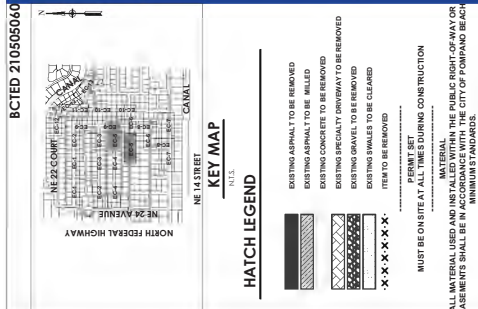 BCTED 210505060
N
CANAL
NE 22 COURT
NE 24 AVENUE
NORTH FEDERAL HIGHWAY
CANAL
NE 14 STREET
KEY MAP
N.T.S.
HATCH LEGEND
EXISTING ASPHALT TO BE REMOVED
EXISTING ASPHALT TO BE MILLED
EXISTING CONCRETE TO BE REMOVED
EXISTING SPECIALTY DRIVEWAY TO BE REMOVED
EXISTING GRAVEL TO BE REMOVED
EXISTING SWALES TO BE CLEARED
ITEM TO BE REMOVED
PERMIT SET
MUST BE ON SITE AT ALL TIMES DURING CONSTRUCTION
MATERIAL
ALL MATERIAL USED AND INSTALLED WITHIN THE PUBLIC RIGHT-OF-WAY OR
EASEMENTS SHALL BE IN ACCORDANCE WITH THE CITY OF POMPANO BEACH
MINIMUM STANDARDS.